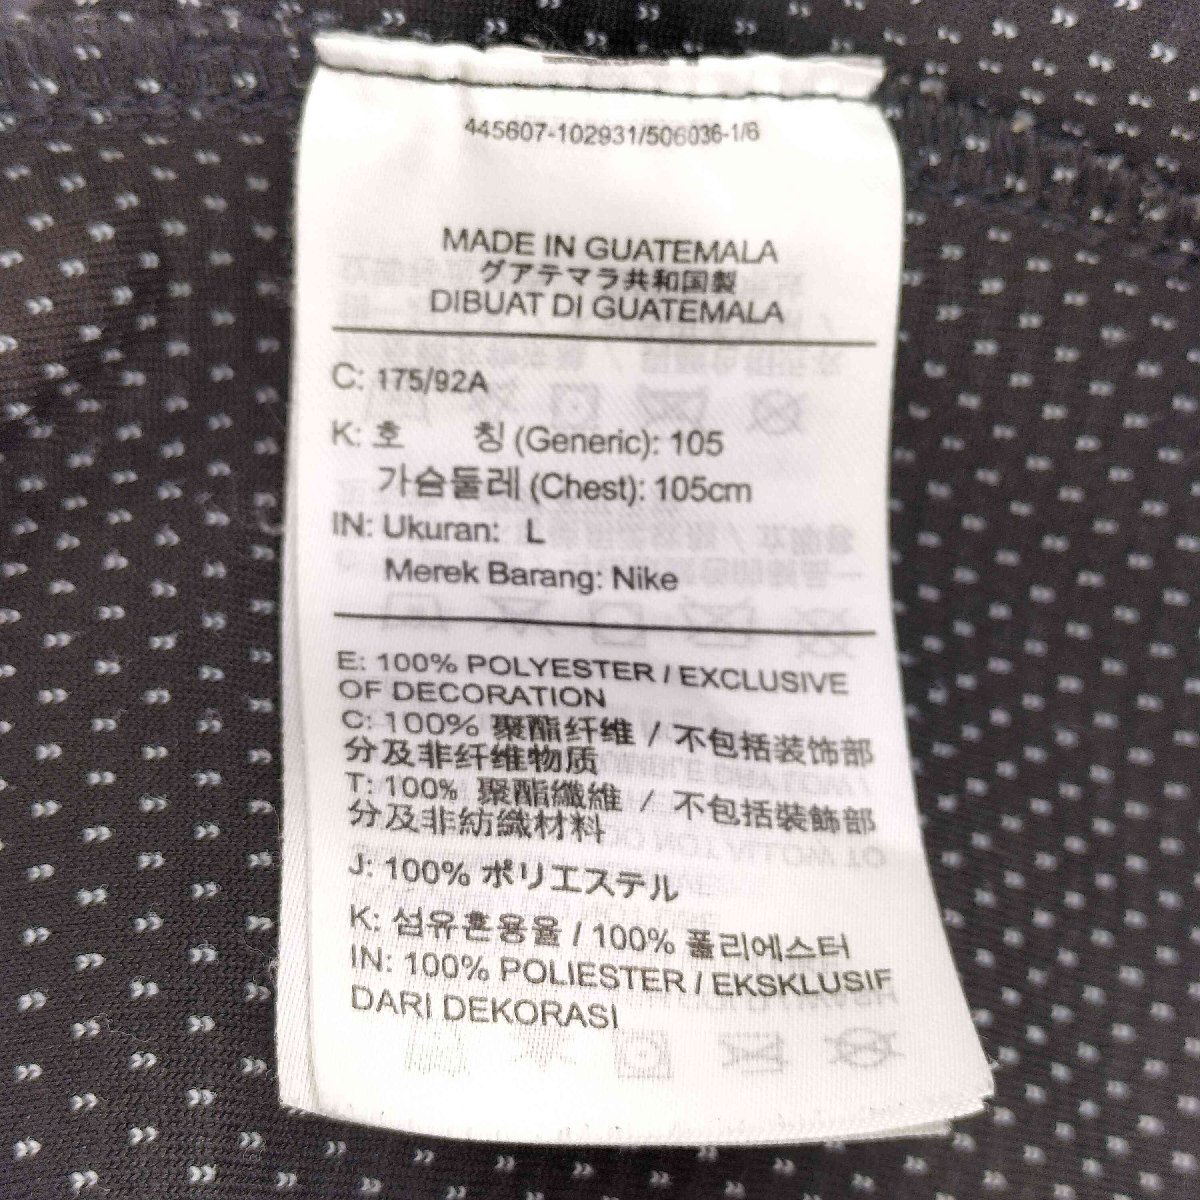 445607-102931/506036-1/6
MADE IN GUATEMALA
グアテマラ共和国製
DIBUAT DI GUATEMALA
C: 175/92A
K: 호 칭 (Generic): 105
가슴둘레 (Chest): 105cm
IN: Ukuran: L
Merek Barang: Nike
E: 100% POLYESTER / EXCLUSIVE
OF DECORATION
C: 100% 聚酯纤维 / 不包括装饰部
分及非纤维物质
T: 100% 聚酯纖維 / 不包括裝飾部
分及非紡織材料
J: 100% ポリエステル
K: 섬유혼용율 / 100% 폴리에스터
IN: 100% POLIESTER / EKSKLUSIF
DARI DEKORASI